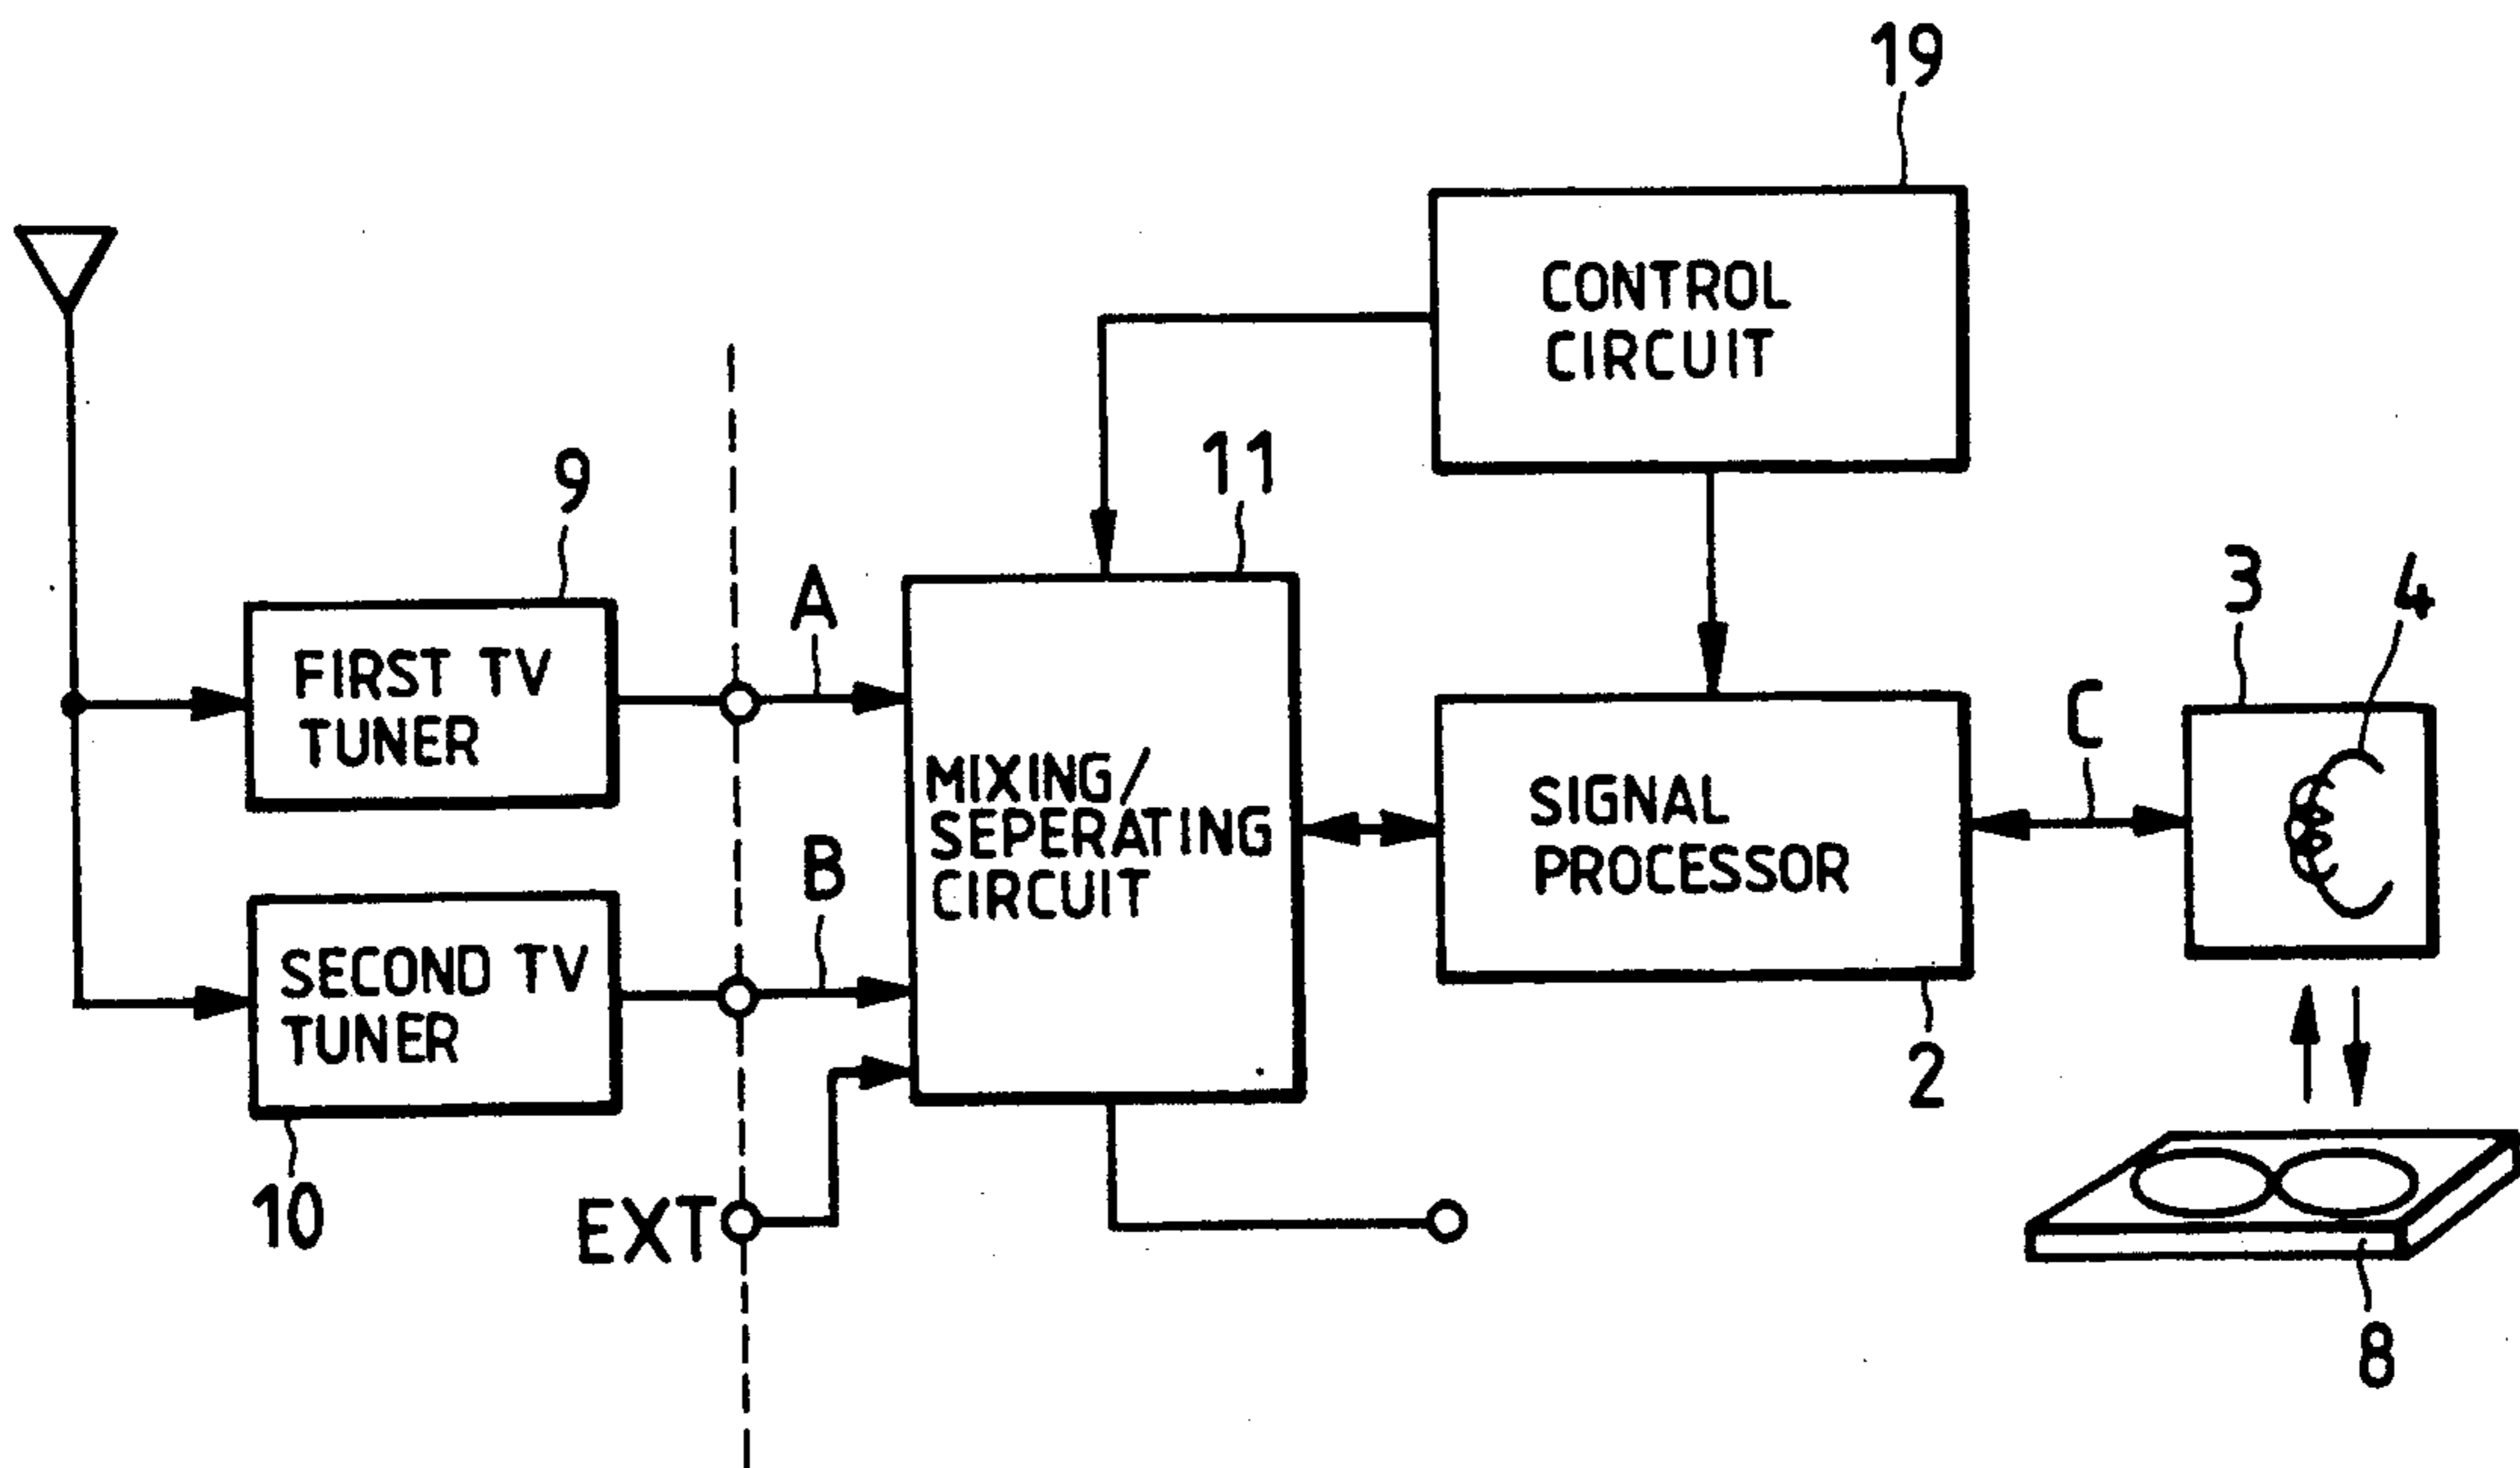 19
CONTROL
CIRCUIT
11
9
A
FIRST TV
TUNER
3
4
C
MIXING/
SEPERATING
CIRCUIT
SIGNAL
PROCESSOR
B
SECOND TV
TUNER
2
10
EXT
8